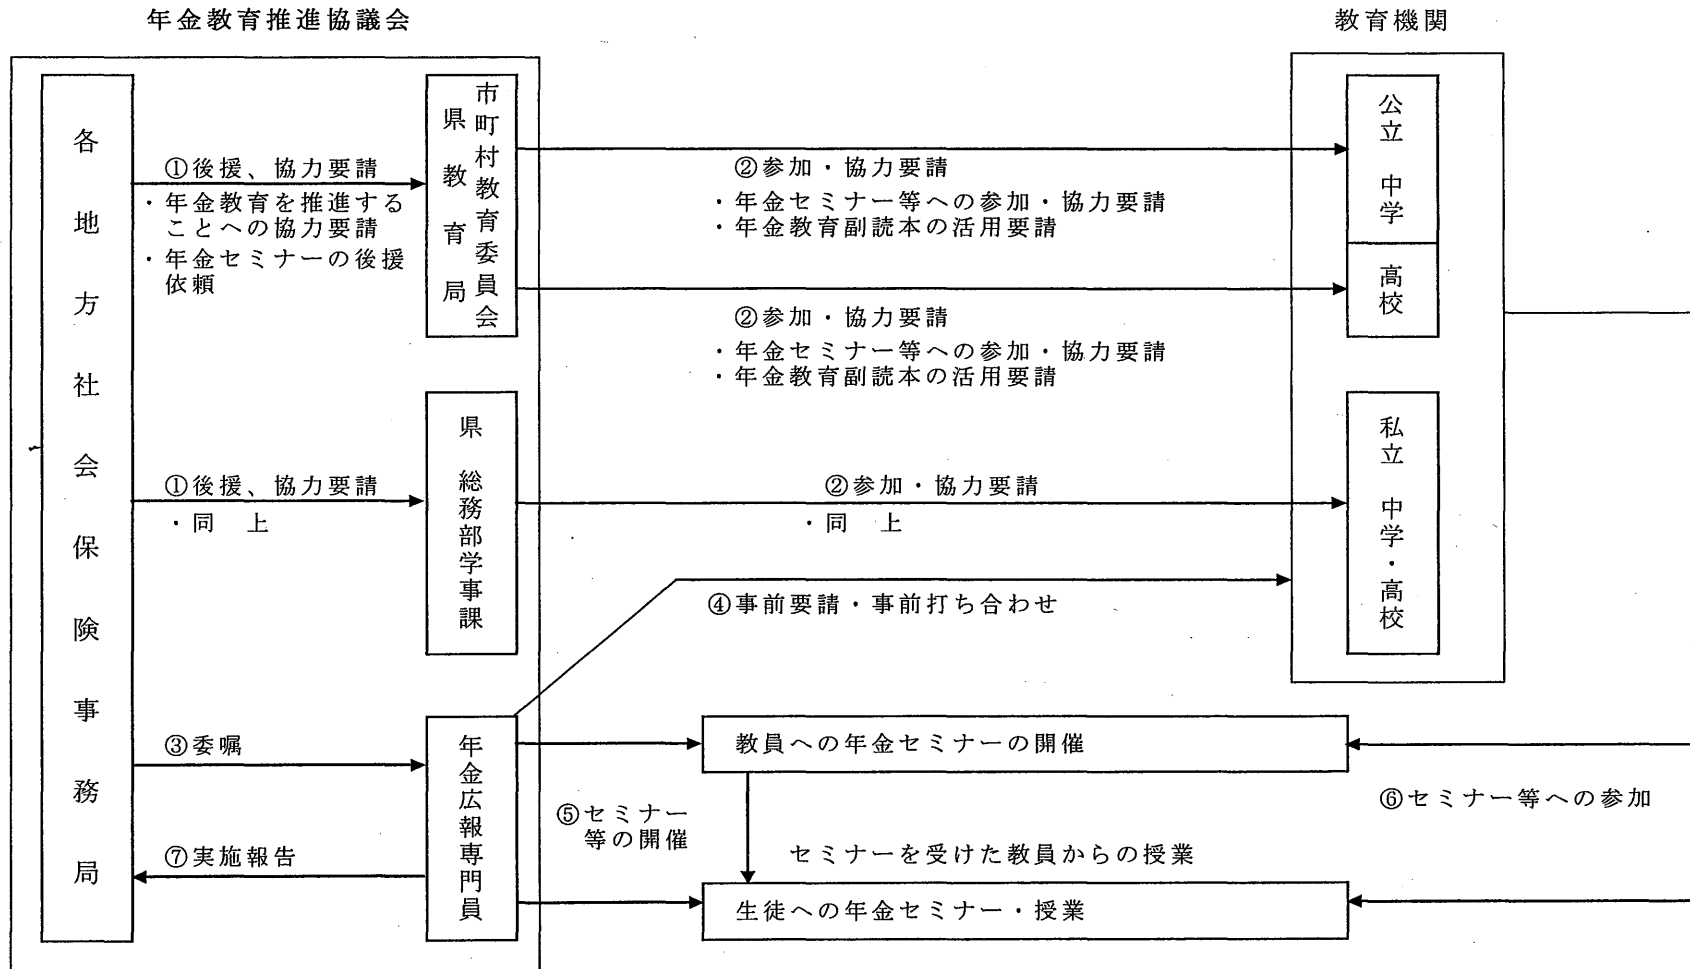 年金教育推進協議会
教育機関
各地方社会保険事務局
①後援、協力要請
・年金教育を推進する
ことへの協力要請
・年金セミナーの後援
依頼
市町村教育委員会
県教育局
②参加・協力要請
・年金セミナー等への参加・協力要請
・年金教育副読本の活用要請
公立 中学
高校
②参加・協力要請
・年金セミナー等への参加・協力要請
・年金教育副読本の活用要請
①後援、協力要請
・同 上
県 総務部学事課
②参加・協力要請
・同 上
私立 中学・高校
④事前要請・事前打ち合わせ
③委嘱
年金広報専門員
教員への年金セミナーの開催
⑤セミナー
等の開催
⑥セミナー等への参加
⑦実施報告
セミナーを受けた教員からの授業
生徒への年金セミナー・授業